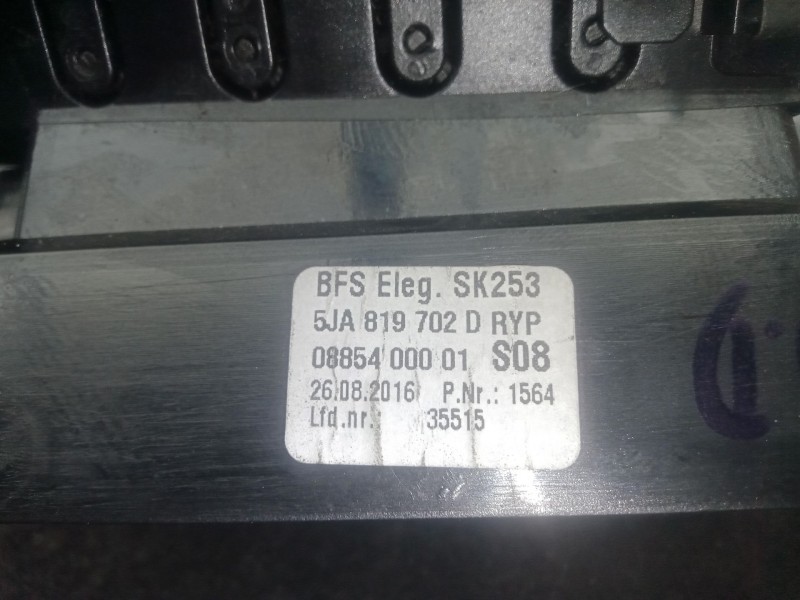 BFS Eleg. SK253
5JA 819 702 D RYP
08854 000 01 S08
26.08.2016 P.Nr.: 1564
Lfd.nr.: 35515